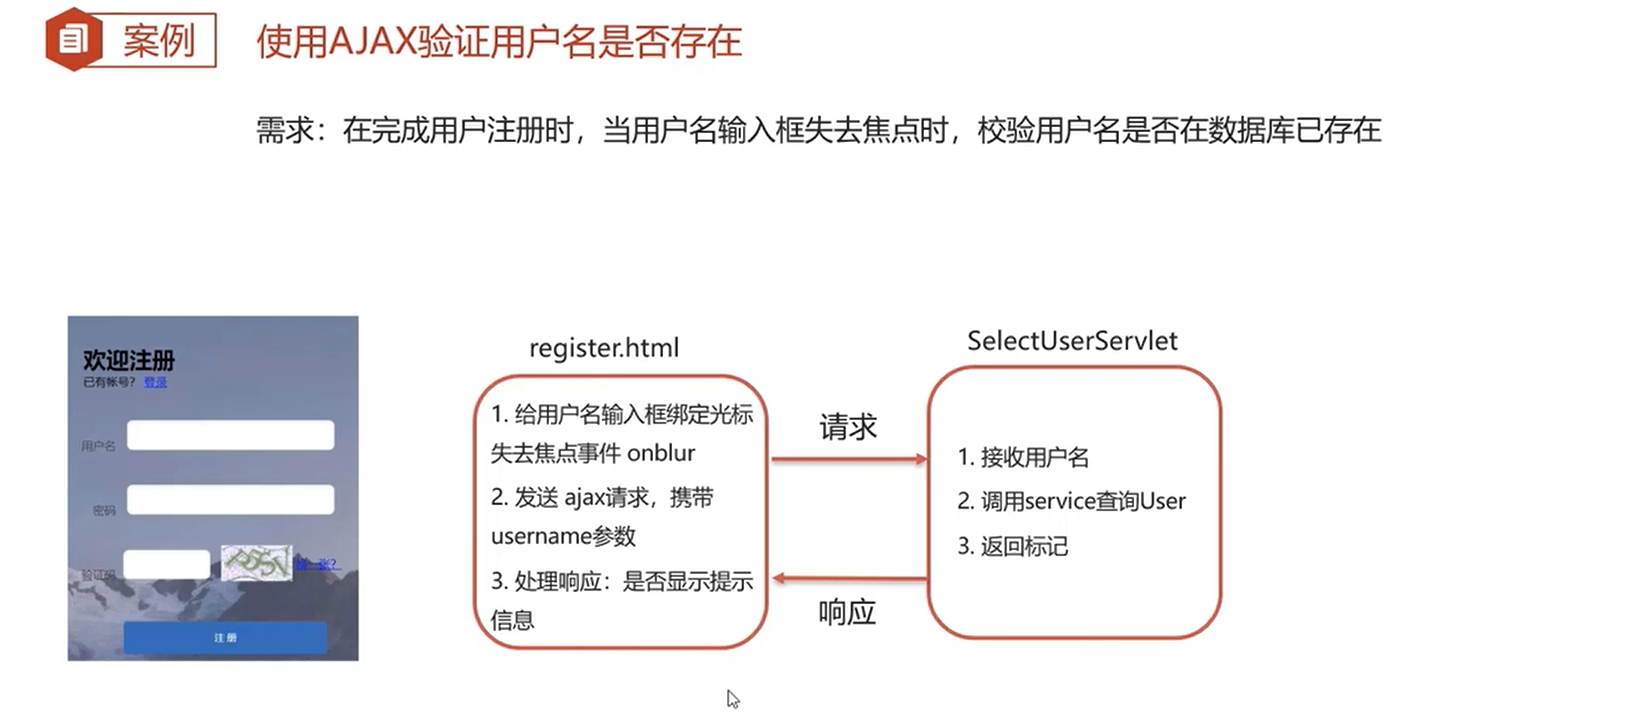 案例
使用AJAX验证用户名是否存在
需求：在完成用户注册时，当用户名输入框失去焦点时，校验用户名是否在数据库已存在
欢迎注册
已有帐号？ 登录
用户名
密码
验证码
注册
register.html
1. 给用户名输入框绑定光标
失去焦点事件 onblur
2. 发送 ajax请求，携带
username参数
3. 处理响应：是否显示提示
信息
请求
响应
SelectUserServlet
1. 接收用户名
2. 调用service查询User
3. 返回标记